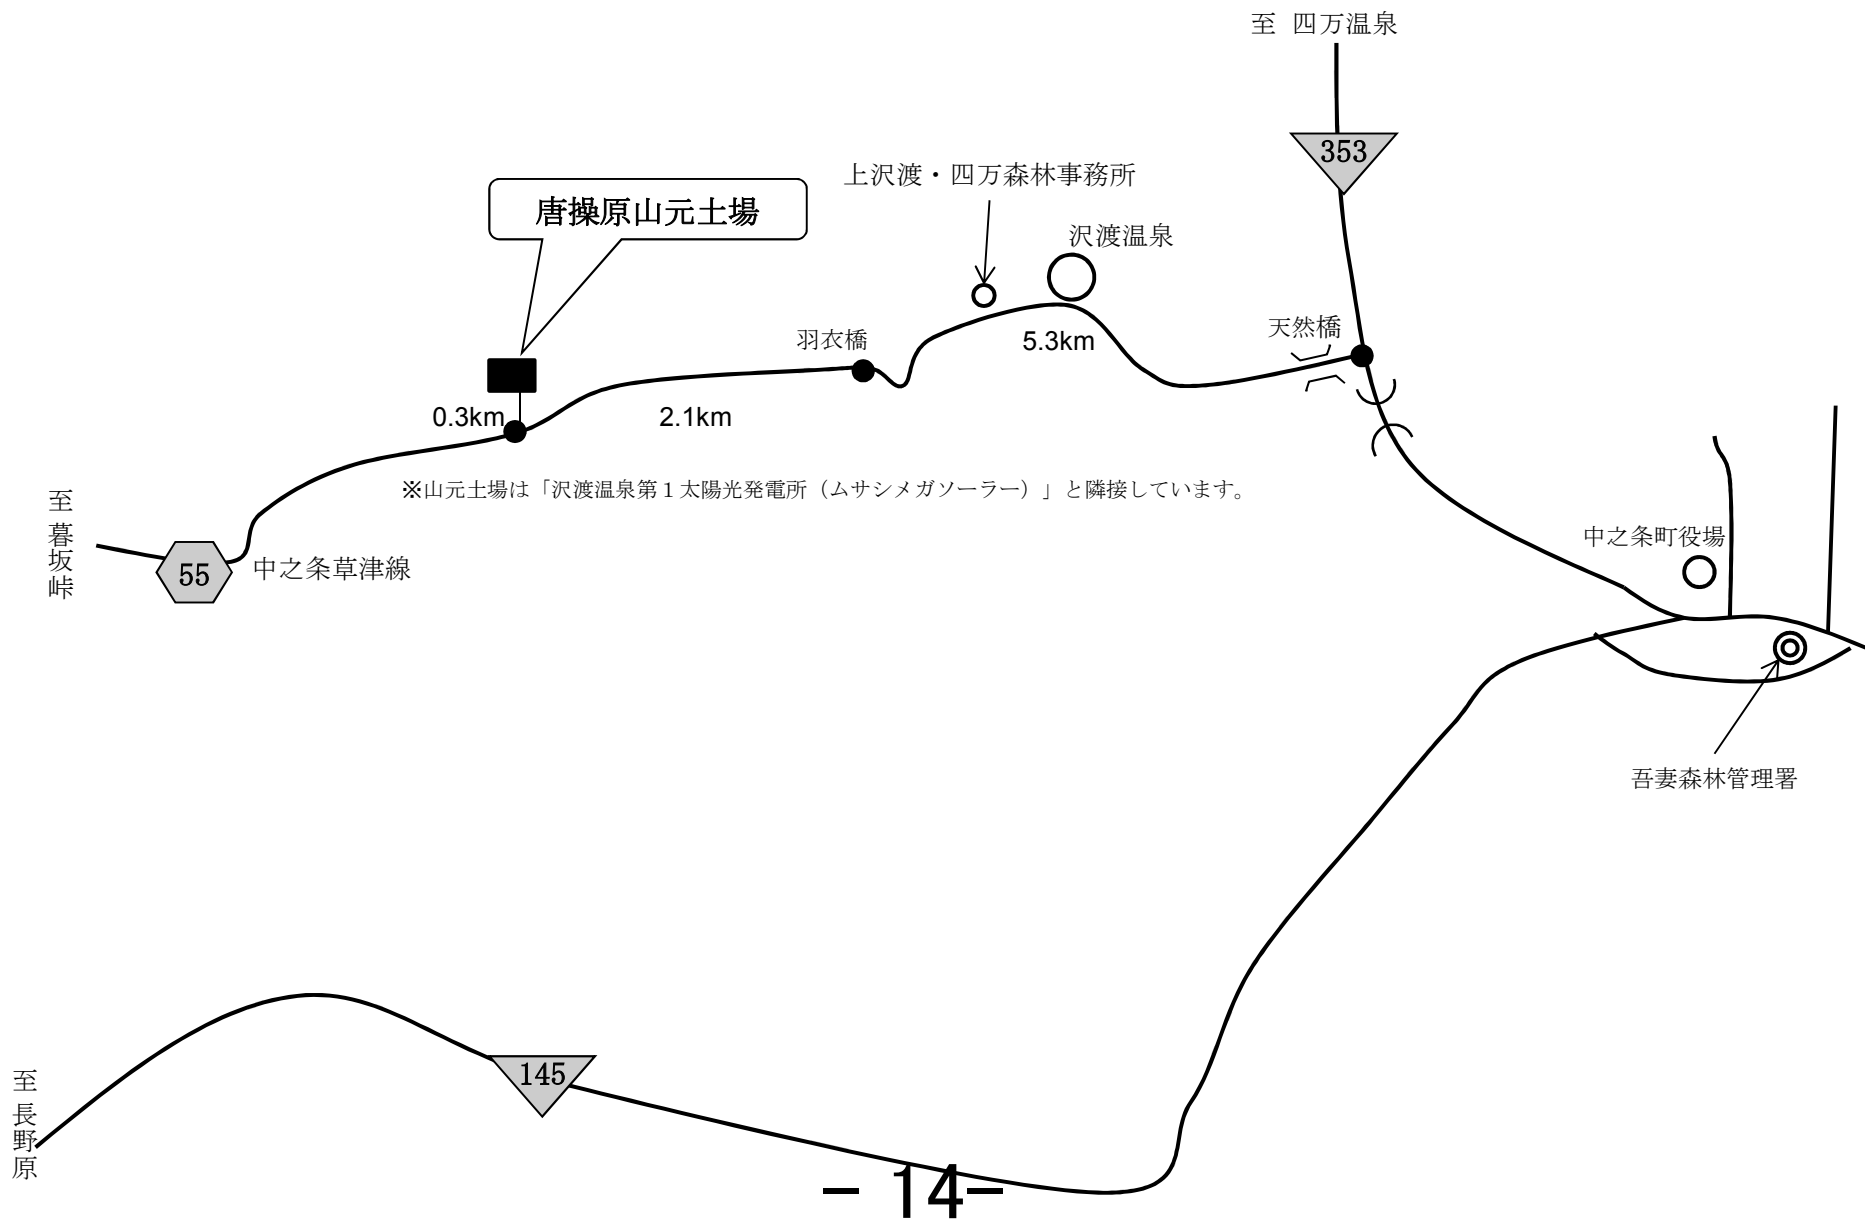 至 四万温泉
353
上沢渡・四万森林事務所
唐操原山元土場
沢渡温泉
天然橋
羽衣橋
5.3km
0.3km
2.1km
※山元土場は「沢渡温泉第１太陽光発電所（ムサシメガソーラー）」と隣接しています。
至 暮坂峠
中之条町役場
55
中之条草津線
吾妻森林管理署
145
至 長野原
- 14-